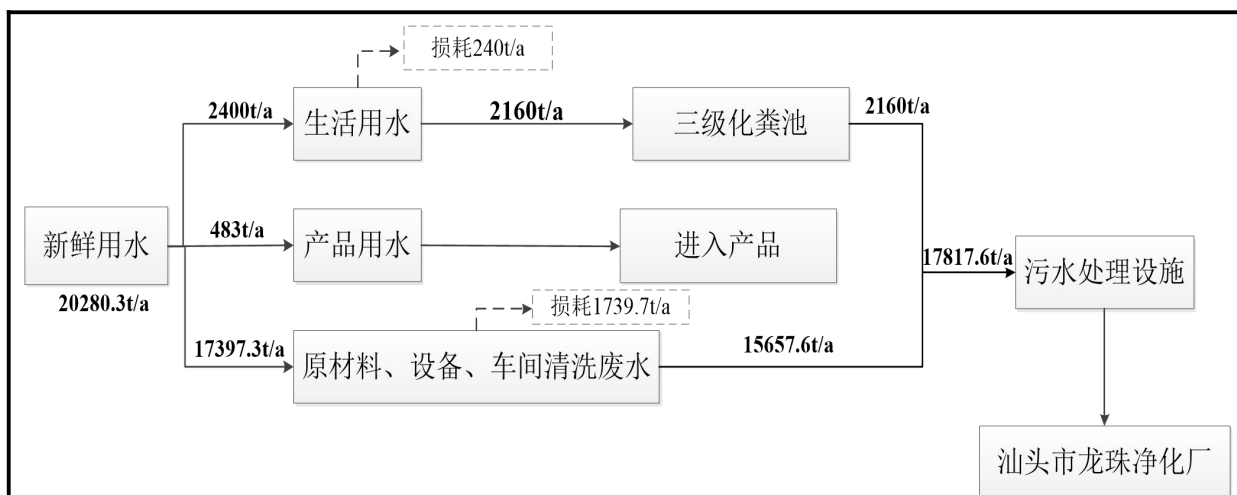 损耗240t/a
2400t/a
生活用水
2160t/a
三级化粪池
2160t/a
新鲜用水
20280.3t/a
483t/a
产品用水
进入产品
17817.6t/a
污水处理设施
损耗1739.7t/a
17397.3t/a
原材料、设备、车间清洗废水
15657.6t/a
汕头市龙珠净化厂